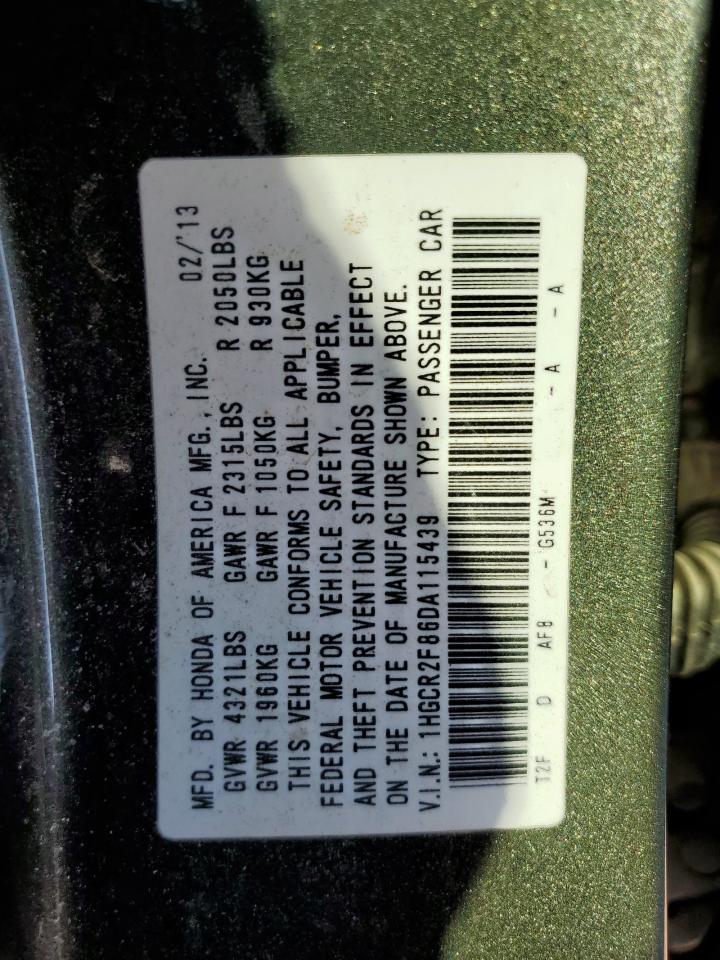 MFD. BY HONDA OF AMERICA MFG., INC. 02/'13
GVWR 4321LBS GAWR F 2315LBS R 2050LBS
GVWR 1960KG GAWR F 1050KG R 930KG
THIS VEHICLE CONFORMS TO ALL APPLICABLE
FEDERAL MOTOR VEHICLE SAFETY, BUMPER,
AND THEFT PREVENTION STANDARDS IN EFFECT
ON THE DATE OF MANUFACTURE SHOWN ABOVE.
V.I.N.: 1HGCR2F86DA115439 TYPE: PASSENGER CAR
T2F D AF8 - G536M - A - A